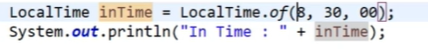 LocalTime inTime = LocalTime.of(8, 30, 00);
System.out.println("In Time : " + inTime);